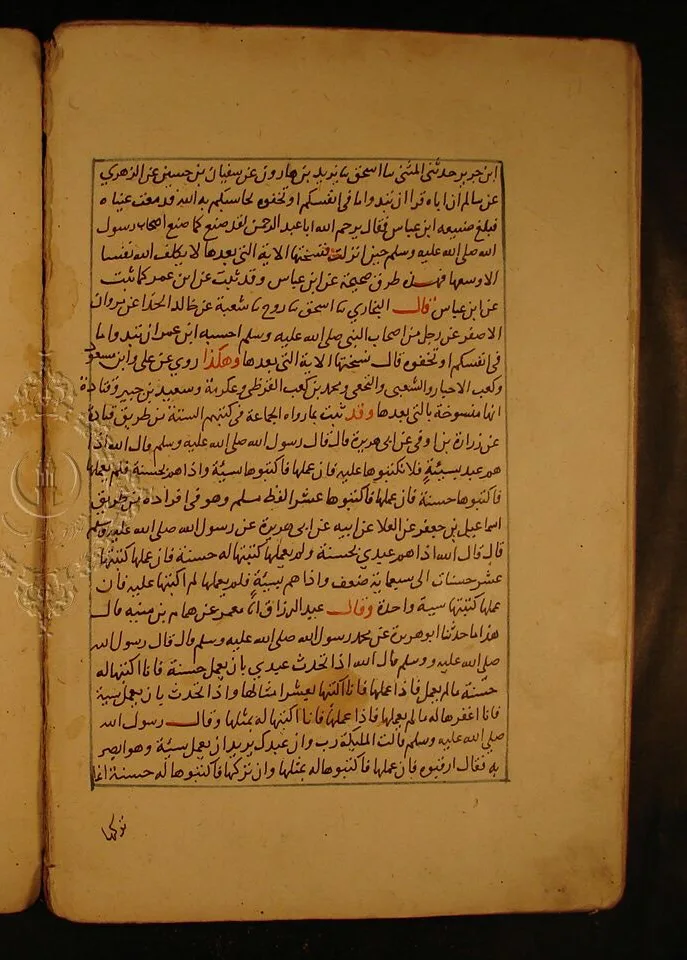 ابن جرير حدثني المثنى ثنا اسحق ثنا يزيد بن هارون عن سفيان بن حسين عن الزهري
عن سالم ان اباه قرأ ان تبدوا ما في انفسكم او تخفوه يحاسبكم به الله فدمعت عيناه
فبلغ صنيعه ابن عباس فقال يرحم الله ابا عبد الرحمن لقد صنع كما صنع اصحاب رسول
الله صلى الله عليه وسلم حين انزلت فنسختها الاية التي بعدها لا يكلف الله نفسا
الا وسعها فهذه طرق صحيحة عن ابن عباس وقد ثبت عن ابن عمر كما ثبت
عن ابن عباس قال البخاري ثنا اسحق ثنا روح ثنا شعبة عن خالد الحذا عن مروان
الاصفر عن رجل من اصحاب النبي صلى الله عليه وسلم احسبه ابن عمر ان تبدوا ما
في انفسكم او تخفوه قال نسختها الاية التي بعدها وهكذا روي عن علي وابن مسعود
وكعب الاحبار والشعبي والنخعي ومحمد بن كعب القرظي وعكرمة وسعيد بن جبير وقتادة
انها منسوخة بالتي بعدها وقد ثبت بما رواه الجماعة في كتبهم الستة من طريق قتادة
عن زرارة بن اوفى عن ابي هريرة قال قال رسول الله صلى الله عليه وسلم قال الله اذا
هم عبدي بسيئة فلا تكتبوها عليه فان عملها فاكتبوها سيئة واذا هم بحسنة فلم يعملها
فاكتبوها حسنة فان عملها فاكتبوها عشرا لفظ مسلم وهو في افراده من طريق
اسماعيل بن جعفر عن العلا عن ابيه عن ابي هريرة عن رسول الله صلى الله عليه وسلم
قال قال الله اذا هم عبدي بحسنة ولم يعملها كتبتها له حسنة فان عملها كتبتها
عشر حسنات الى سبعماية ضعف واذا هم بسيئة فلم يعملها لم اكتبها عليه فان
عملها كتبتها سية واحدة وقال عبد الرزاق انا معمر عن همام بن منبه قال
هذا ما حدثنا ابو هريرة عن محمد رسول الله صلى الله عليه وسلم قال قال رسول الله
صلى الله عليه ووسلم قال الله اذا تحدث عبدي بان يعمل حسنة فانا اكتبها له
حسنة مالم يعمل فاذا عملها فانا اكتبها بعشر امثالها واذا تحدث بان يعمل سية
فانا اغفرها له مالم يعملها فاذا عملها فانا اكتبها له بمثلها وقال رسول الله
صلى الله عليه وسلم قالت الملئكة رب وان عبدك يريد ان يعمل سيئة وهو ابصر
به فقال ارقبوه فان عملها فاكتبوها له بمثلها وان تركها فاكتبوها له حسنة انما
تركها